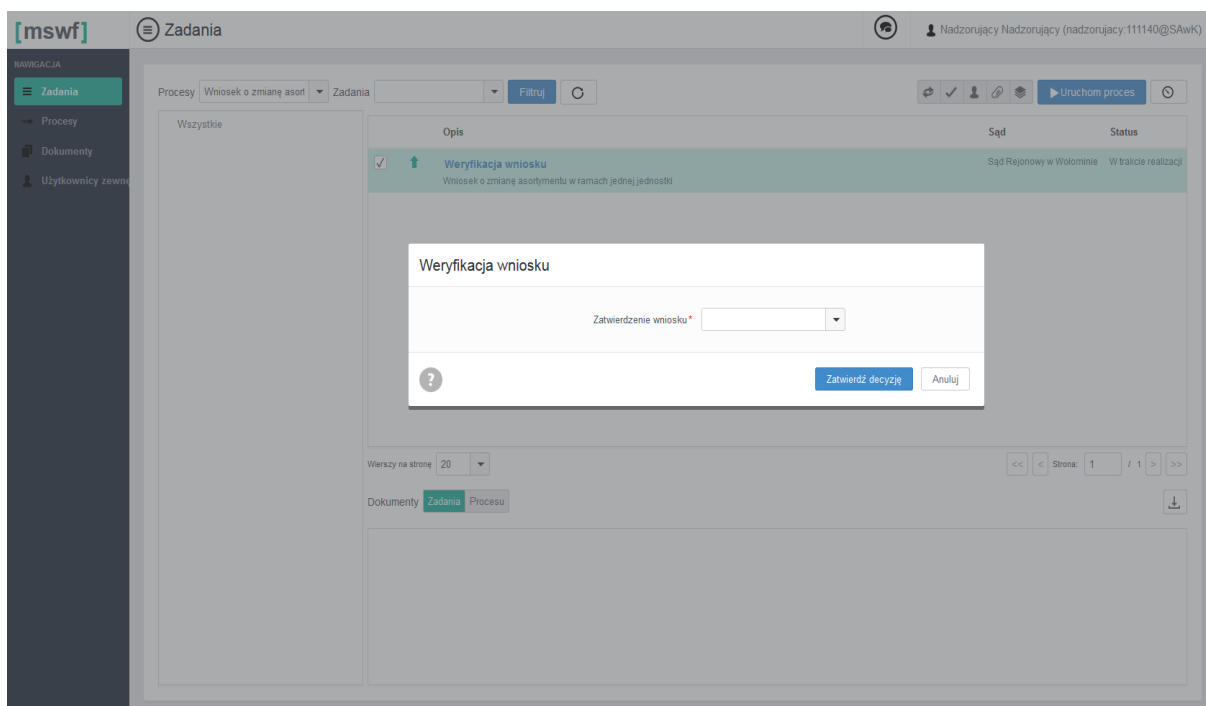 [mswf]
Zadania
Nadzorujący Nadzorujący (nadzorujacy:111140@SAwK)
NAWIGACJA
Zadania
Procesy
Dokumenty
Użytkownicy zewnę
Procesy Wniosek o zmianę asort Zadania Filtruj Uruchom proces
Wszystkie
Opis Sąd Status
Weryfikacja wniosku Sąd Rejonowy w Wołominie W trakcie realizacji
Wniosek o zmianę asortymentu w ramach jednej jednostki
Weryfikacja wniosku
Zatwierdzenie wniosku*
? Zatwierdź decyzję Anuluj
Wierszy na stronę 20 << < Strona: 1 / 1 > >>
Dokumenty Zadania Procesu